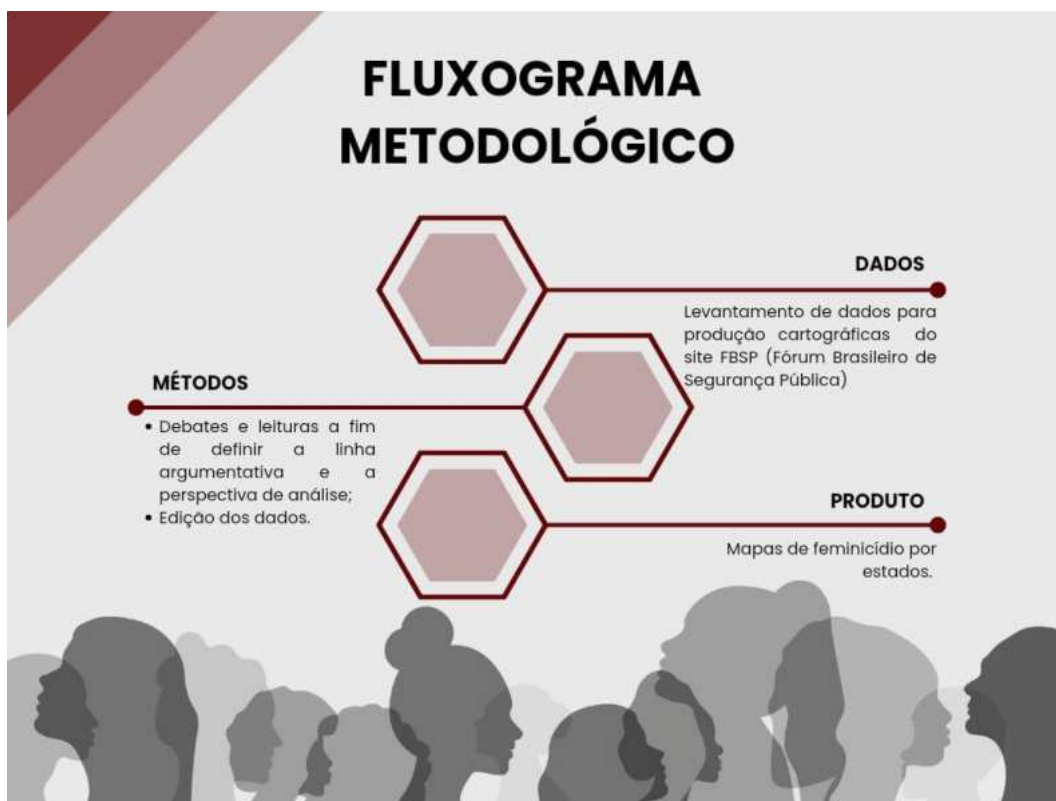 FLUXOGRAMA
METODOLÓGICO
DADOS
Levantamento de dados para
produção cartográficas do
site FBSP (Fórum Brasileiro de
Segurança Pública)
MÉTODOS
• Debates e leituras a fim
de definir a linha
argumentativa e a
perspectiva de análise;
• Edição dos dados.
PRODUTO
Mapas de feminicídio por
estados.